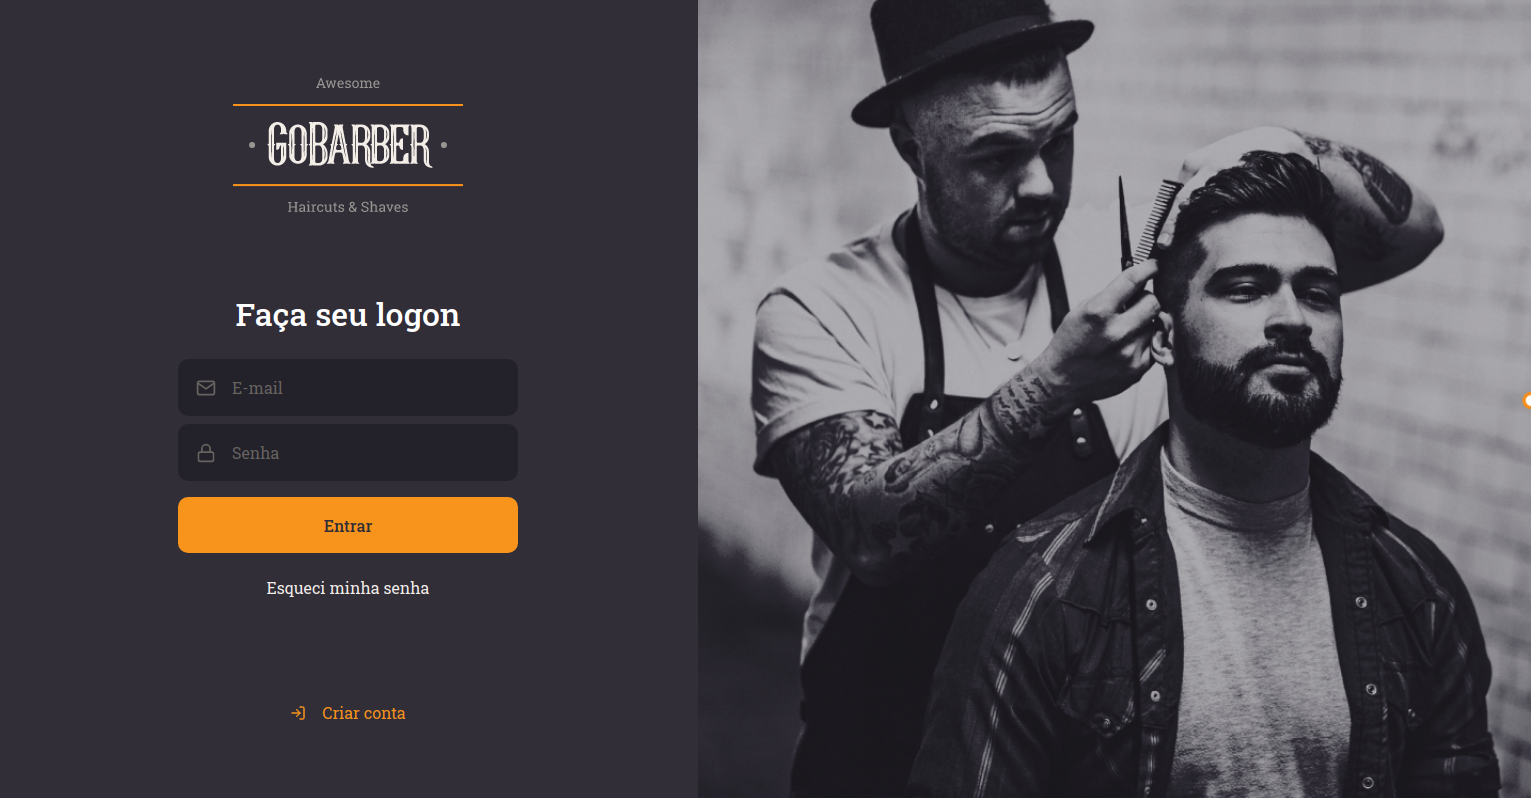 Awesome
GOBARBER
Haircuts & Shaves
Faça seu logon
E-mail
Senha
Entrar
Esqueci minha senha
Criar conta